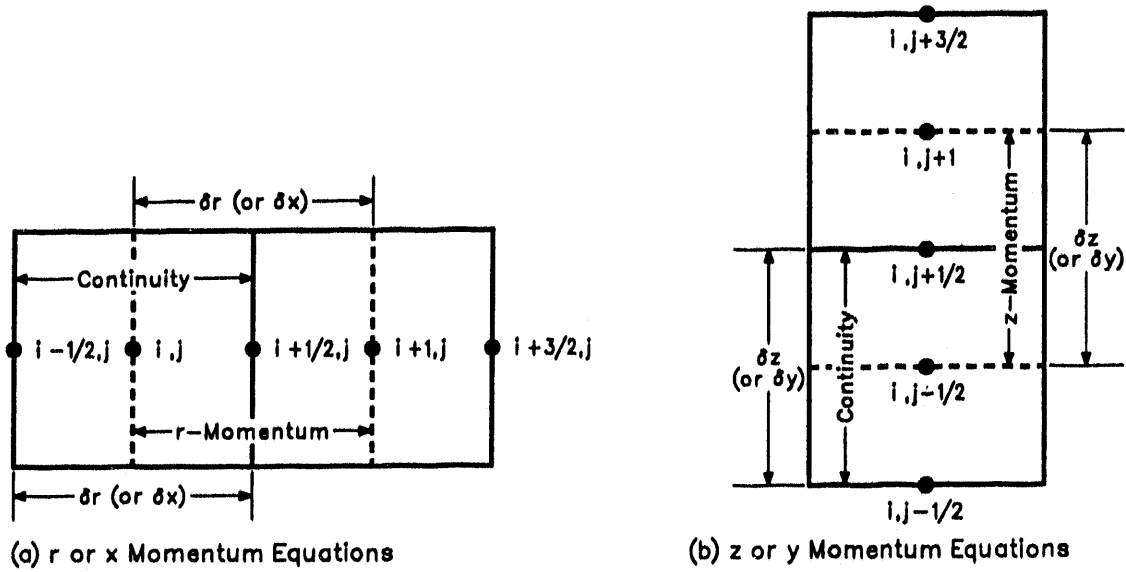 δr (or δx)
Continuity
i-1/2,j
i,j
i+1/2,j
i+1,j
i+3/2,j
r-Momentum
δr (or δx)
(a) r or x Momentum Equations
i,j+3/2
i,j+1
z-Momentum
δz
(or δy)
i,j+1/2
δz
(or δy)
Continuity
i,j-1/2
i,j-1/2
(b) z or y Momentum Equations